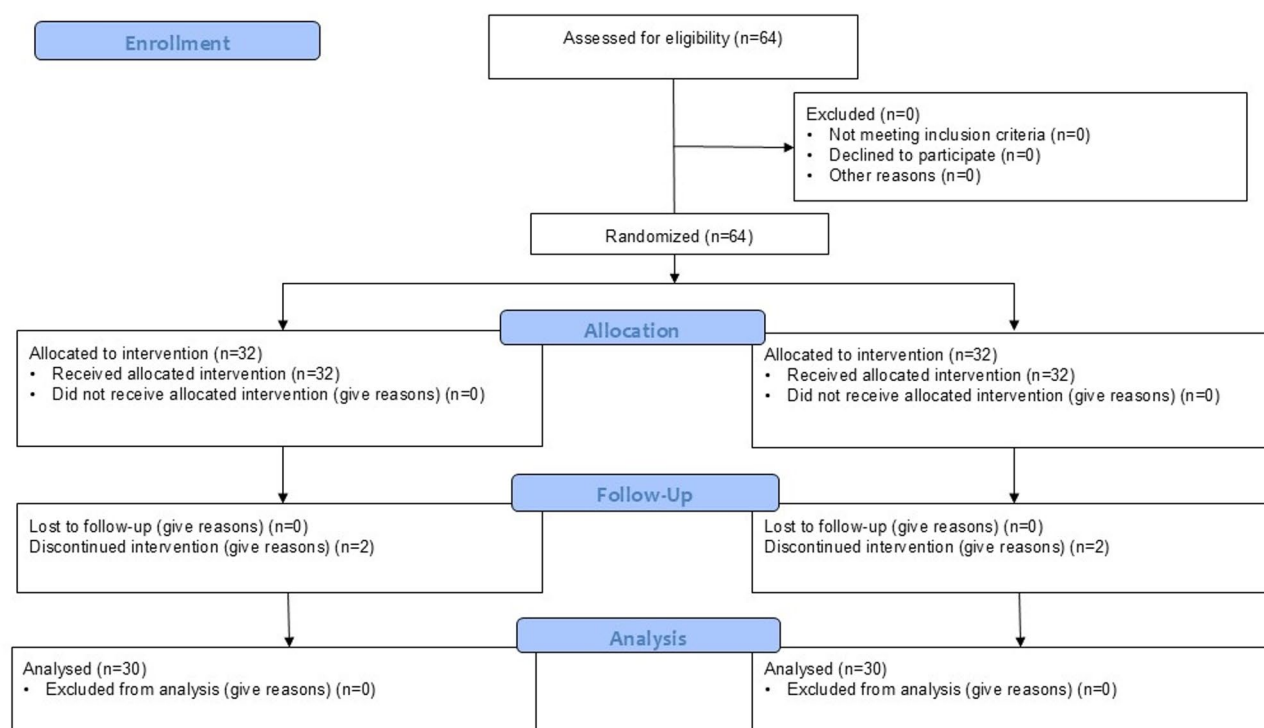 Enrollment
Assessed for eligibility (n=64)
Excluded (n=0)
• Not meeting inclusion criteria (n=0)
• Declined to participate (n=0)
• Other reasons (n=0)
Randomized (n=64)
Allocation
Allocated to intervention (n=32)
• Received allocated intervention (n=32)
• Did not receive allocated intervention (give reasons) (n=0)
Allocated to intervention (n=32)
• Received allocated intervention (n=32)
• Did not receive allocated intervention (give reasons) (n=0)
Follow-Up
Lost to follow-up (give reasons) (n=0)
Discontinued intervention (give reasons) (n=2)
Lost to follow-up (give reasons) (n=0)
Discontinued intervention (give reasons) (n=2)
Analysis
Analysed (n=30)
• Excluded from analysis (give reasons) (n=0)
Analysed (n=30)
• Excluded from analysis (give reasons) (n=0)